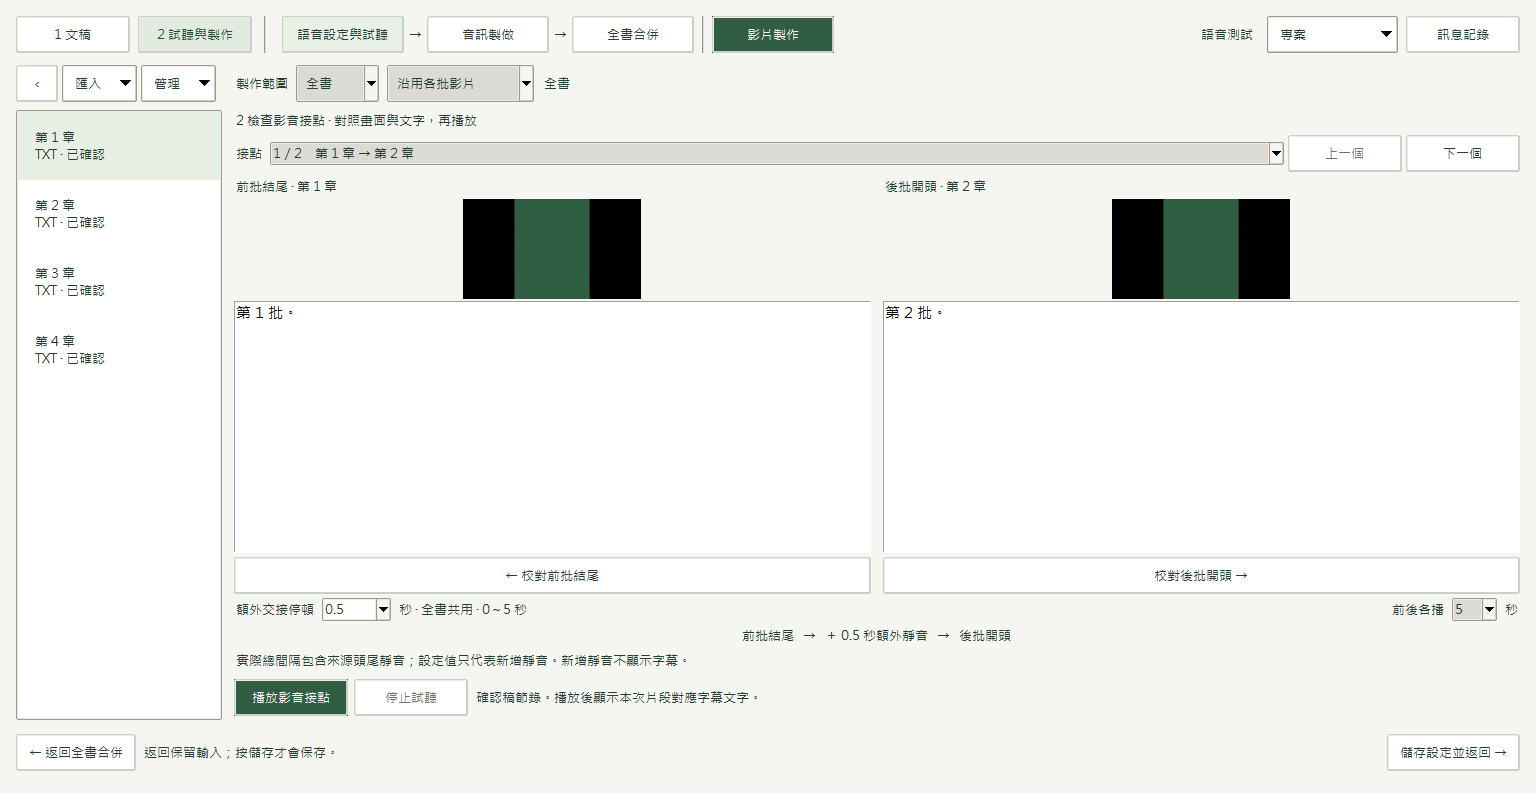 1 文稿
2 試聽與製作
語音設定與試聽 → 音訊製做 → 全書合併
影片製作
語音測試
專案
訊息記錄
‹
匯入
管理
製作範圍
全書
沿用各批影片
全書
第 1 章
TXT · 已確認
第 2 章
TXT · 已確認
第 3 章
TXT · 已確認
第 4 章
TXT · 已確認
2 檢查影音接點 · 對照畫面與文字，再播放
接點
1 / 2 第 1 章 → 第 2 章
上一個
下一個
前批結尾 · 第 1 章
後批開頭 · 第 2 章
第 1 批。
第 2 批。
← 校對前批結尾
校對後批開頭 →
額外交接停頓
0.5
秒 · 全書共用 · 0 ~ 5 秒
前後各播
5
秒
前批結尾 → + 0.5 秒額外靜音 → 後批開頭
實際總間隔包含來源頭尾靜音；設定值只代表新增靜音。新增靜音不顯示字幕。
播放影音接點
停止試聽
確認稿節錄。播放後顯示本次片段對應字幕文字。
← 返回全書合併
返回保留輸入；按儲存才會保存。
儲存設定並返回 →